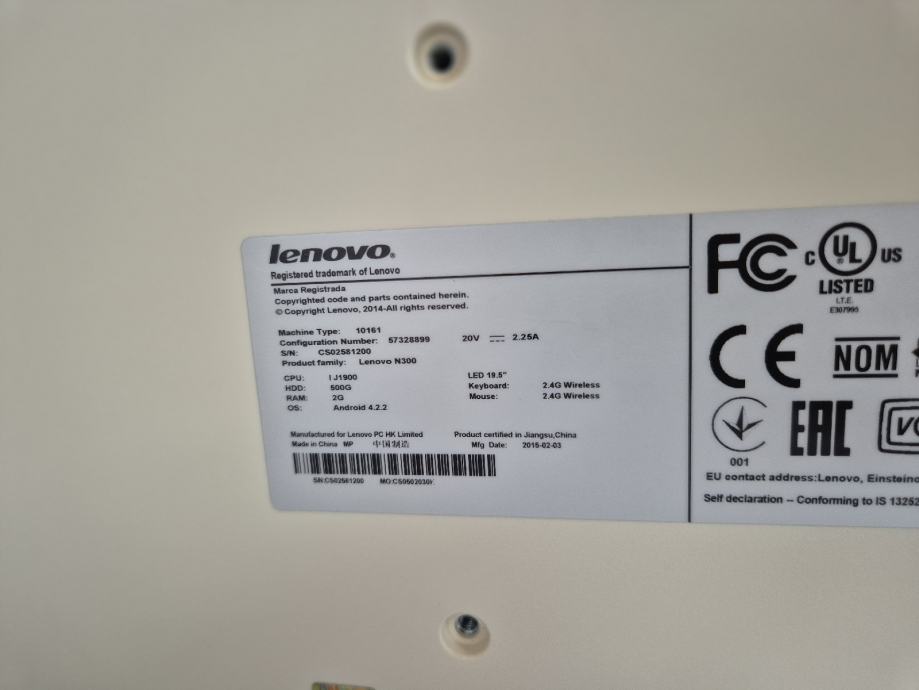 lenovo®
Registered trademark of Lenovo
Marca Registrada
Copyrighted code and parts contained herein.
© Copyright Lenovo, 2014-All rights reserved.
Machine Type: 10161
Configuration Number: 57328899 20V 2.25A
S/N: CS02581200
Product family: Lenovo N300
CPU: I J1900 LED 19.5"
HDD: 500G Keyboard: 2.4G Wireless
RAM: 2G Mouse: 2.4G Wireless
OS: Android 4.2.2
Manufactured for Lenovo PC HK Limited Product certified in Jiangsu,China
Made in China MP 中国制造 Mfg Date: 2015-02-03
SN:CS02581200
FC
C UL US
®
LISTED
I.T.E.
E307995
CE
NOM
001
EAC
EU contact address:Lenovo,
Self declaration -- Conforming to IS